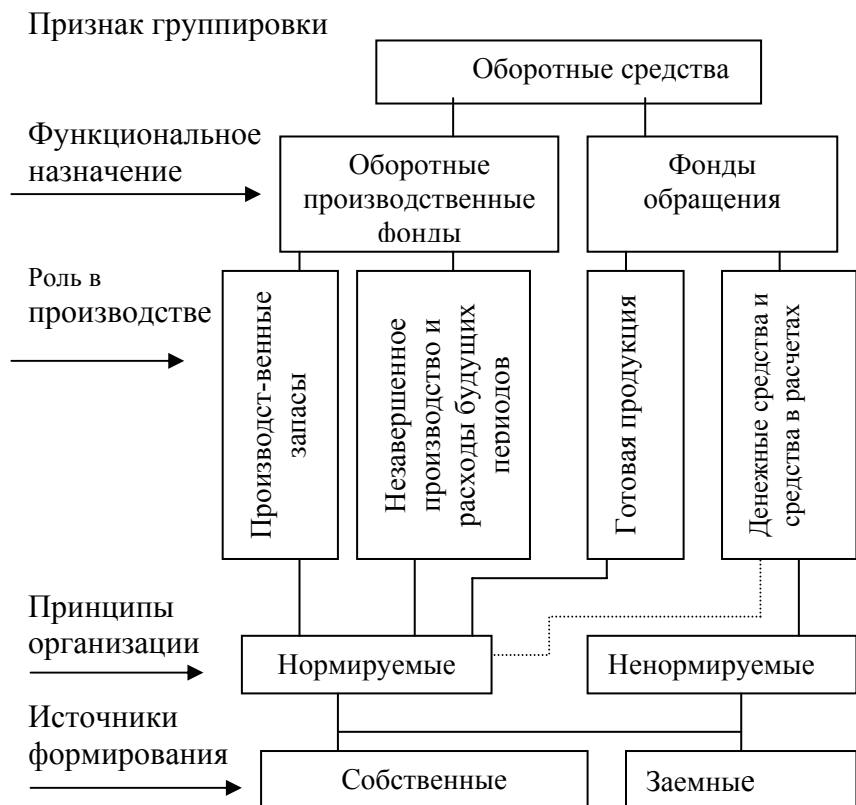 Признак группировки
Оборотные средства
Функциональное
назначение
Оборотные
производственные
фонды
Фонды
обращения
Роль в
производстве
Производст-венные
запасы
Незавершенное
производство и
расходы будущих
периодов
Готовая продукция
Денежные средства и
средства в расчетах
Принципы
организации
Нормируемые
Ненормируемые
Источники
формирования
Собственные
Заемные